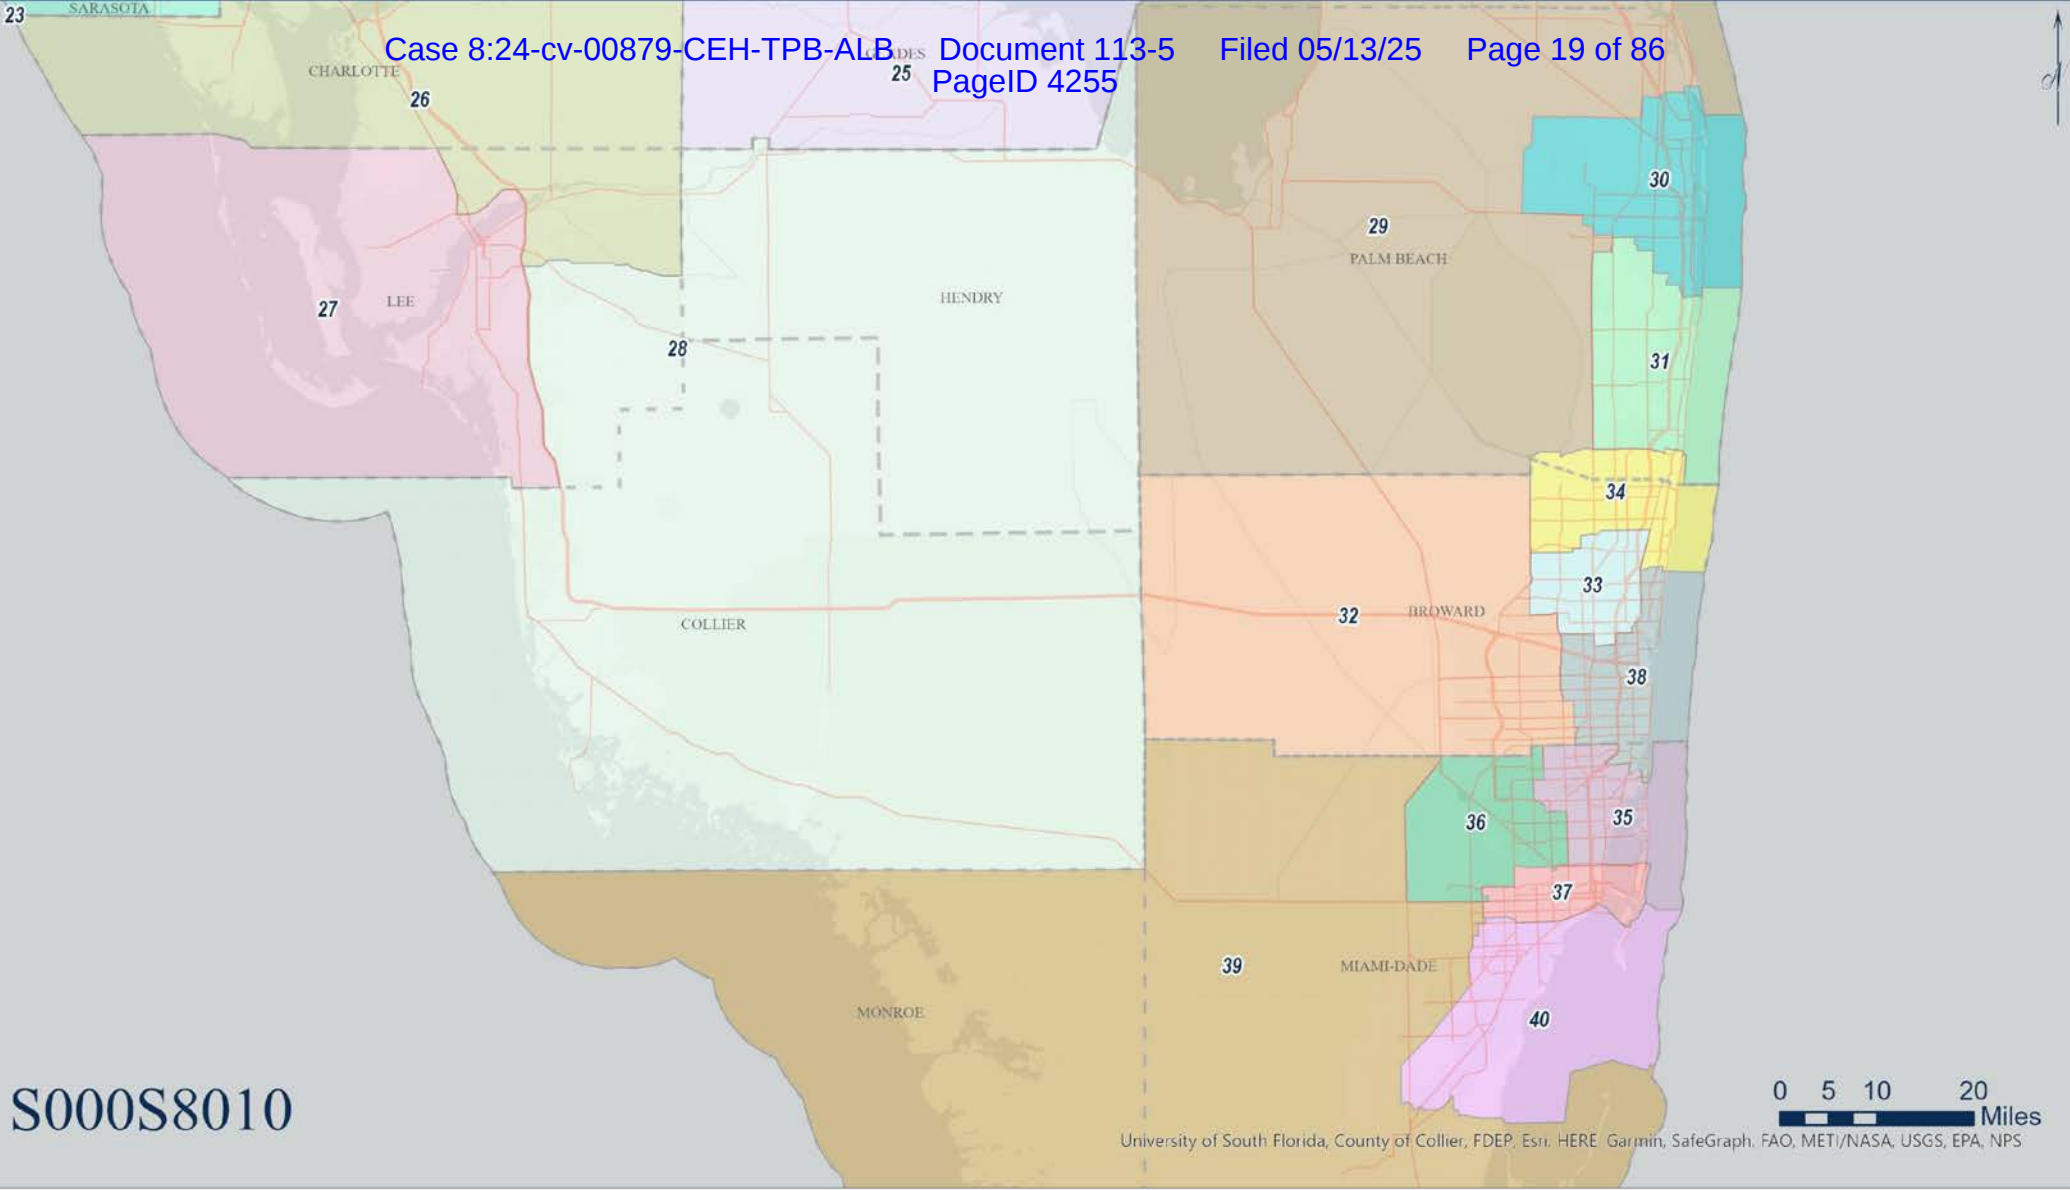 23
SARASOTA
Case 8:24-cv-00879-CEH-TPB-ALB Document 113-5 Filed 05/13/25 Page 19 of 86
PageID 4255
GLADES
25
CHARLOTTE
26
30
29
PALM BEACH
27
LEE
HENDRY
28
31
34
33
32
BROWARD
COLLIER
38
36
35
37
39
MIAMI-DADE
MONROE
40
S000S8010
0 5 10 20
Miles
University of South Florida, County of Collier, FDEP, Esri, HERE, Garmin, SafeGraph, FAO, METI/NASA, USGS, EPA, NPS